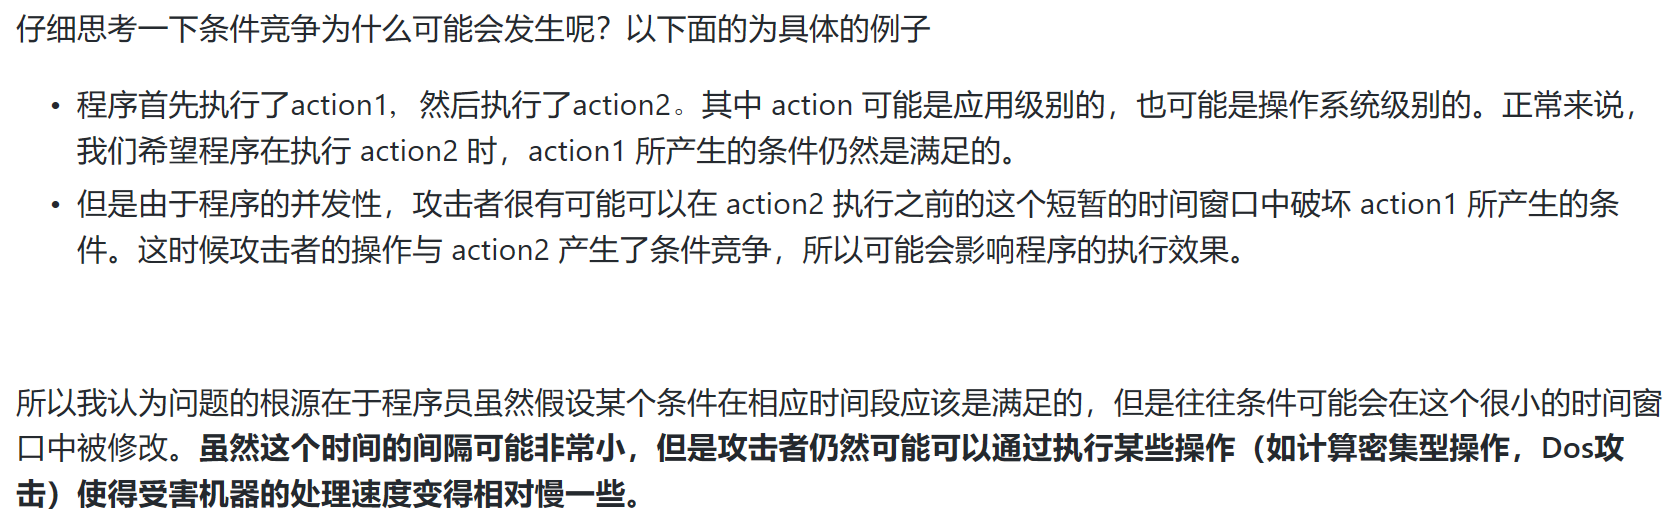 仔细思考一下条件竞争为什么可能会发生呢？以下面的为具体的例子
• 程序首先执行了action1，然后执行了action2。其中 action 可能是应用级别的，也可能是操作系统级别的。正常来说，
我们希望程序在执行 action2 时，action1 所产生的条件仍然是满足的。
• 但是由于程序的并发性，攻击者很有可能可以在 action2 执行之前的这个短暂的时间窗口中破坏 action1 所产生的条
件。这时候攻击者的操作与 action2 产生了条件竞争，所以可能会影响程序的执行效果。
所以我认为问题的根源在于程序员虽然假设某个条件在相应时间段应该是满足的，但是往往条件可能会在这个很小的时间窗
口中被修改。虽然这个时间的间隔可能非常小，但是攻击者仍然可能可以通过执行某些操作（如计算密集型操作，Dos攻
击）使得受害机器的处理速度变得相对慢一些。